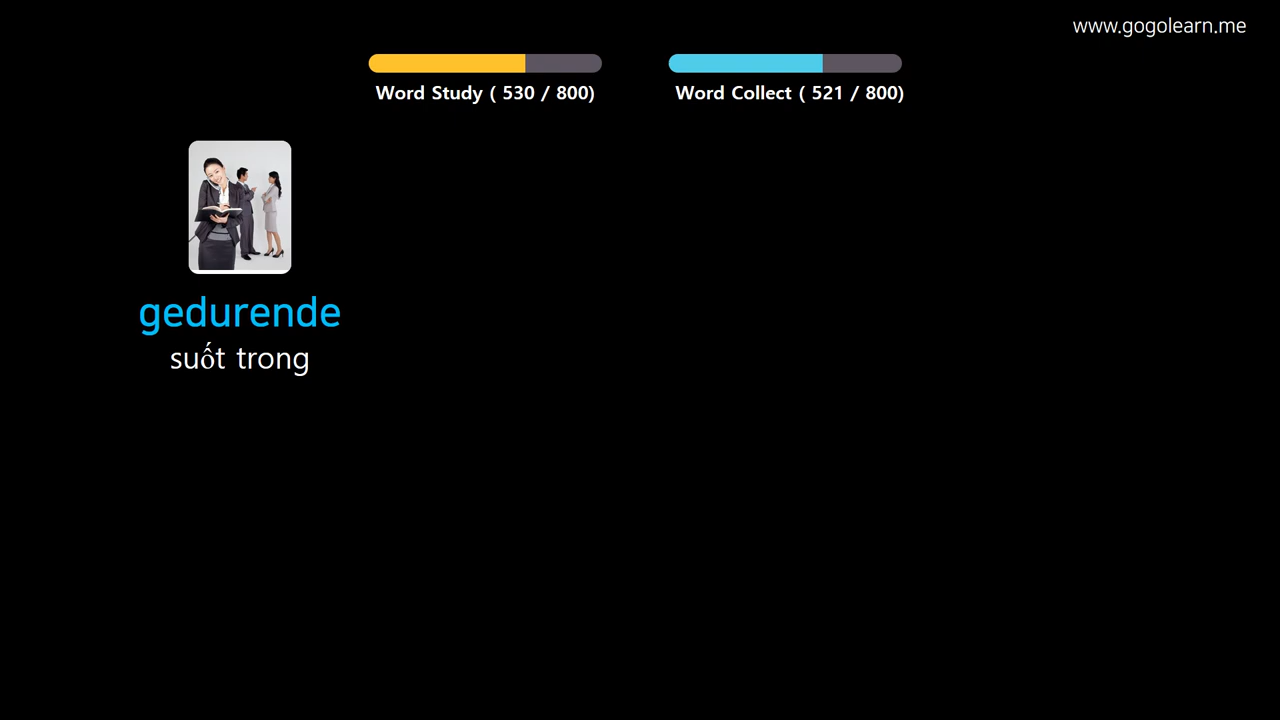 www.gogolearn.me
Word Study ( 530 / 800)
Word Collect ( 521 / 800)
gedurende
suốt trong